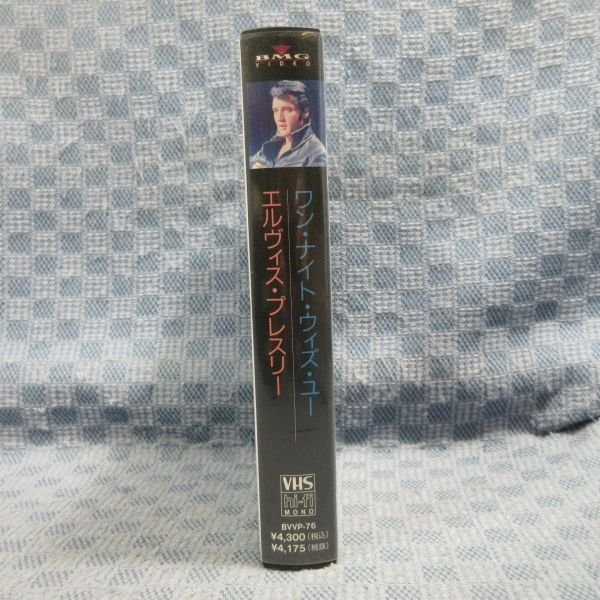 BMG
VIDEO
ワン・ナイト・ウィズ・ユー
エルヴィス・プレスリー
VHS
hi-fi
MONO
BVVP-76
¥4,300(税込)
¥4,175(税抜)